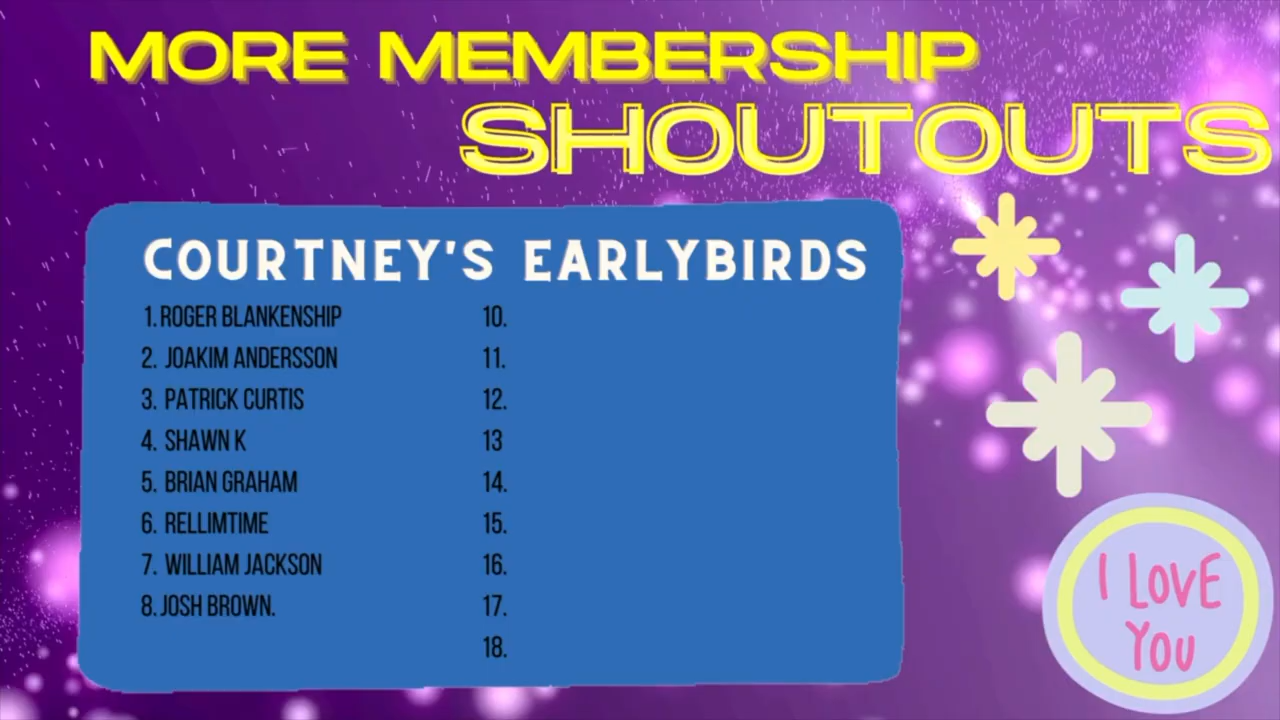 MORE MEMBERSHIP
SHOUTOUTS
COURTNEY'S EARLYBIRDS
1. ROGER BLANKENSHIP
2. JOAKIM ANDERSSON
3. PATRICK CURTIS
4. SHAWN K
5. BRIAN GRAHAM
6. RELLIMTIME
7. WILLIAM JACKSON
8. JOSH BROWN.
10.
11.
12.
13
14.
15.
16.
17.
18.
I LOVE
YOU